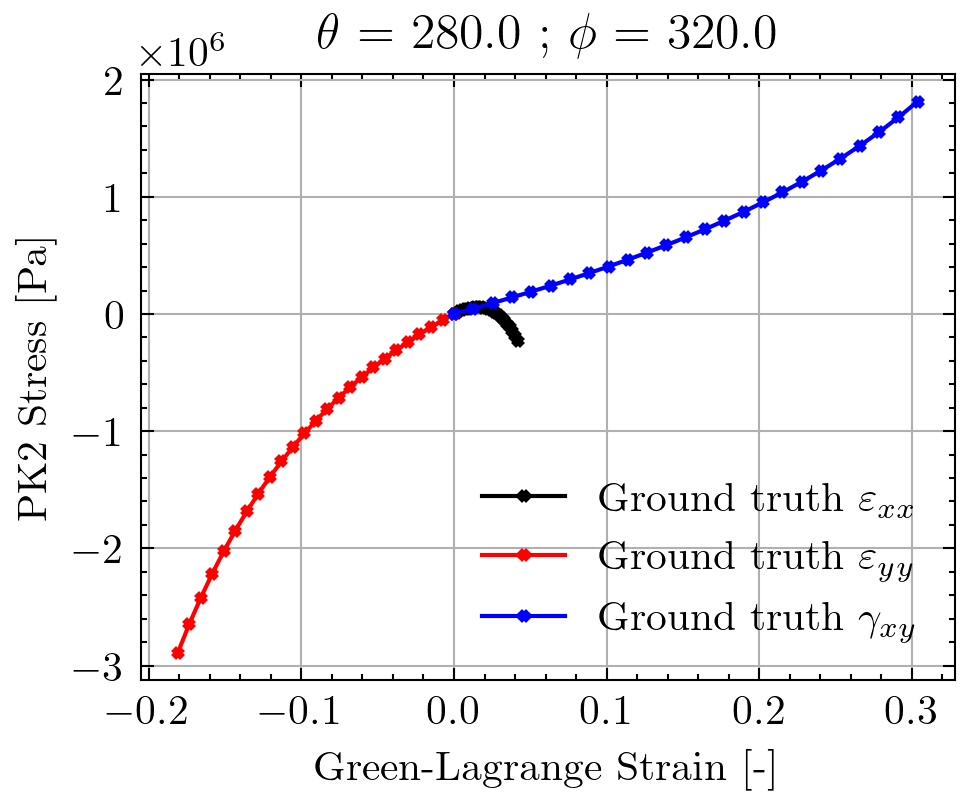 θ = 280.0 ; ϕ = 320.0
×10⁶
2
1
0
−1
−2
−3
PK2 Stress [Pa]
Ground truth εxx
Ground truth εyy
Ground truth γxy
−0.2 −0.1 0.0 0.1 0.2 0.3
Green-Lagrange Strain [-]